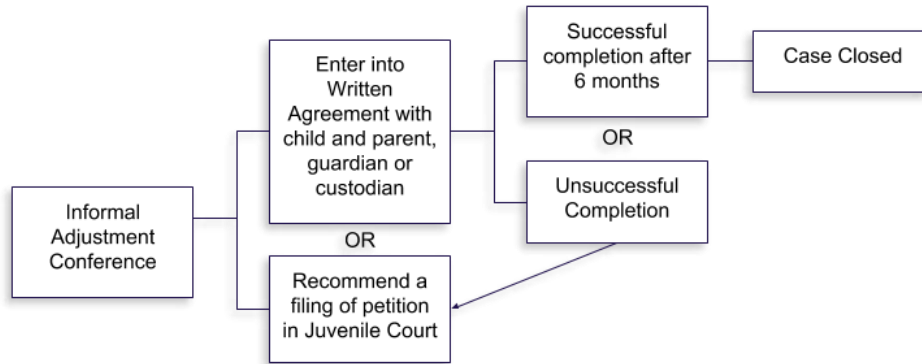 Informal
Adjustment
Conference
Enter into
Written
Agreement with
child and parent,
guardian or
custodian
OR
Recommend a
filing of petition
in Juvenile Court
Successful
completion after
6 months
OR
Unsuccessful
Completion
Case Closed